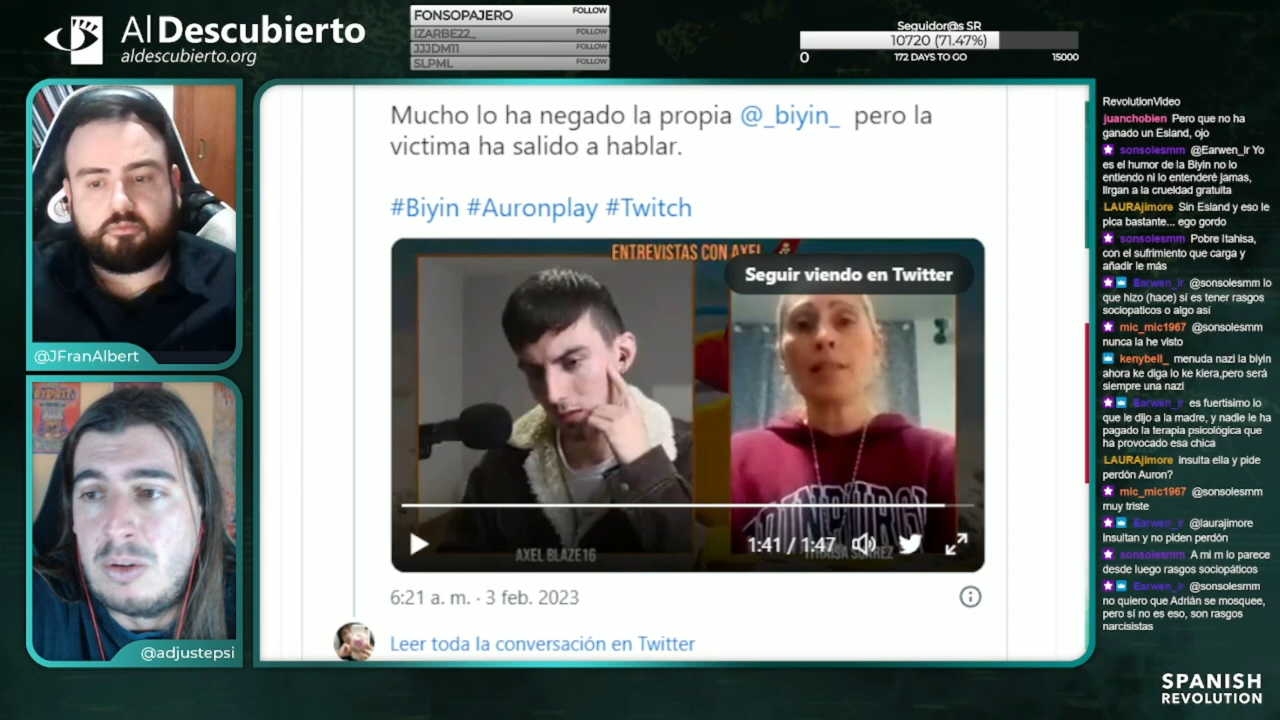 Al Descubierto
aldescubierto.org
FONSOPAJERO FOLLOW
IZARBE22_ FOLLOW
JJJDM11 FOLLOW
SLPML FOLLOW
Seguidor@s SR
10720 (71.47%)
0 172 DAYS TO GO 15000
@JFranAlbert
@adjustepsi
Mucho lo ha negado la propia @_biyin_ pero la
victima ha salido a hablar.
#Biyin #Auronplay #Twitch
ENTREVISTAS CON AXEL
Seguir viendo en Twitter
1:41 / 1:47
AXEL BLAZE16
6:21 a. m. · 3 feb. 2023
Leer toda la conversación en Twitter
RevolutionVideo
juanchobien Pero que no ha
ganado un Esland, ojo
sonsolesmm @Earwen_Ir Yo
es el humor de la Biyin no lo
entiendo ni lo entenderé jamas,
llrgan a la crueldad gratuita
LAURAjimore Sin Esland y eso le
pica bastante... ego gordo
sonsolesmm Pobre Itahisa,
con el sufrimiento que carga y
añadir le más
Earwen_Ir @sonsolesmm lo
que hizo (hace) sí es tener rasgos
sociopaticos o algo así
mic_mic1967 @sonsolesmm
nunca la he visto
kenybell_ menuda nazi la biyin
ahora ke diga lo ke kiera,pero será
siempre una nazi
Earwen_Ir es fuertisimo lo
que le dijo a la madre, y nadie le ha
pagado la terapia psicológica que
ha provocado esa chica
LAURAjimore insulta ella y pide
perdón Auron?
mic_mic1967 @sonsolesmm
muy triste
Earwen_Ir @laurajimore
Insultan y no piden perdón
sonsolesmm A mi m lo parece
desde luego rasgos sociopáticos
Earwen_Ir @sonsolesmm
no quiero que Adrián se mosquee,
pero sí no es eso, son rasgos
narcisistas
SPANISH
REVOLUTION